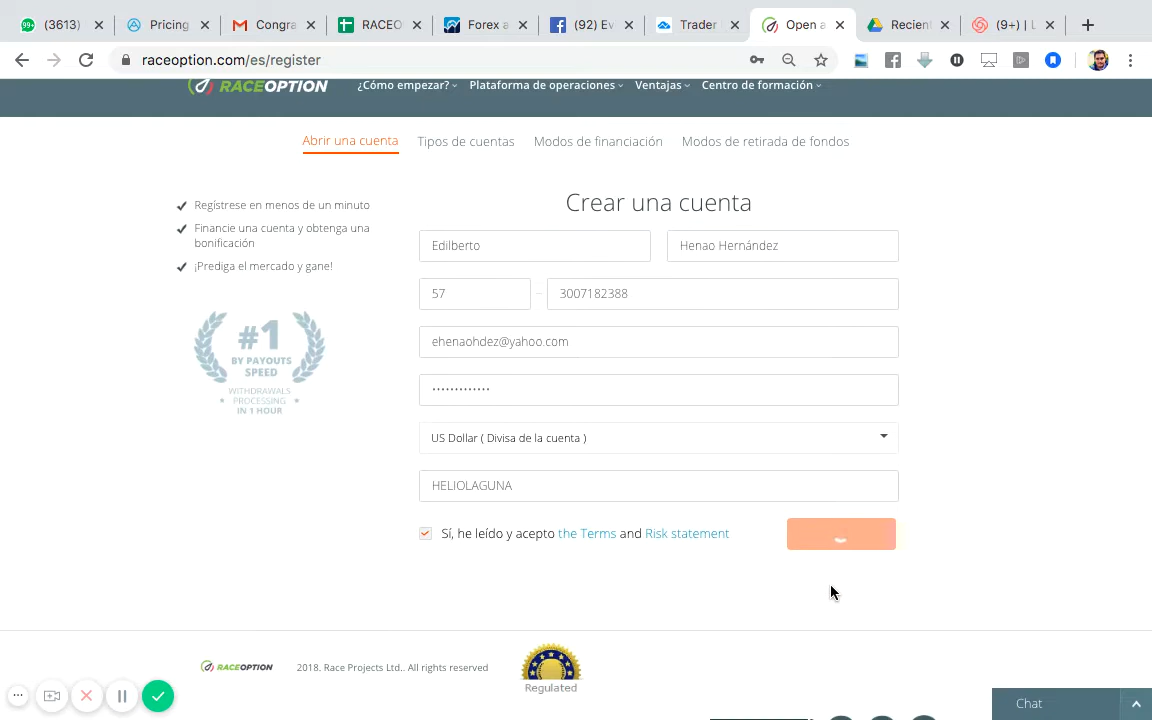 (3613)
Pricing
Congra
RACEO
Forex a
(92) Ev
Trader
Open a
Recien
(9+) | L
raceoption.com/es/register
RACEOPTION
¿Cómo empezar?
Plataforma de operaciones
Ventajas
Centro de formación
Abrir una cuenta
Tipos de cuentas
Modos de financiación
Modos de retirada de fondos
Regístrese en menos de un minuto
Financie una cuenta y obtenga una
bonificación
¡Prediga el mercado y gane!
#1
BY PAYOUTS
SPEED
WITHDRAWALS
PROCESSING
IN 1 HOUR
Crear una cuenta
Edilberto
Henao Hernández
57 – 3007182388
ehenaohdez@yahoo.com
•••••••••••••
US Dollar ( Divisa de la cuenta )
HELIOLAGUNA
Sí, he leído y acepto the Terms and Risk statement
RACEOPTION
2018. Race Projects Ltd.. All rights reserved
Regulated
Chat